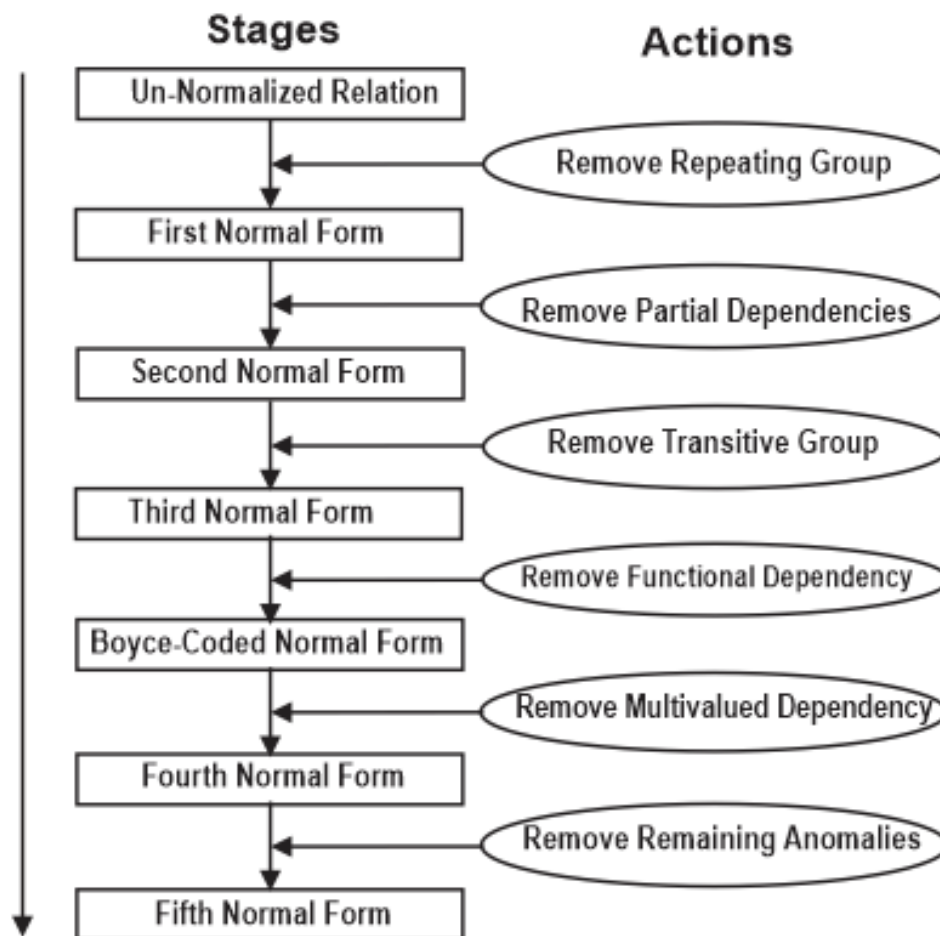 Stages
Actions
Un-Normalized Relation
Remove Repeating Group
First Normal Form
Remove Partial Dependencies
Second Normal Form
Remove Transitive Group
Third Normal Form
Remove Functional Dependency
Boyce-Coded Normal Form
Remove Multivalued Dependency
Fourth Normal Form
Remove Remaining Anomalies
Fifth Normal Form